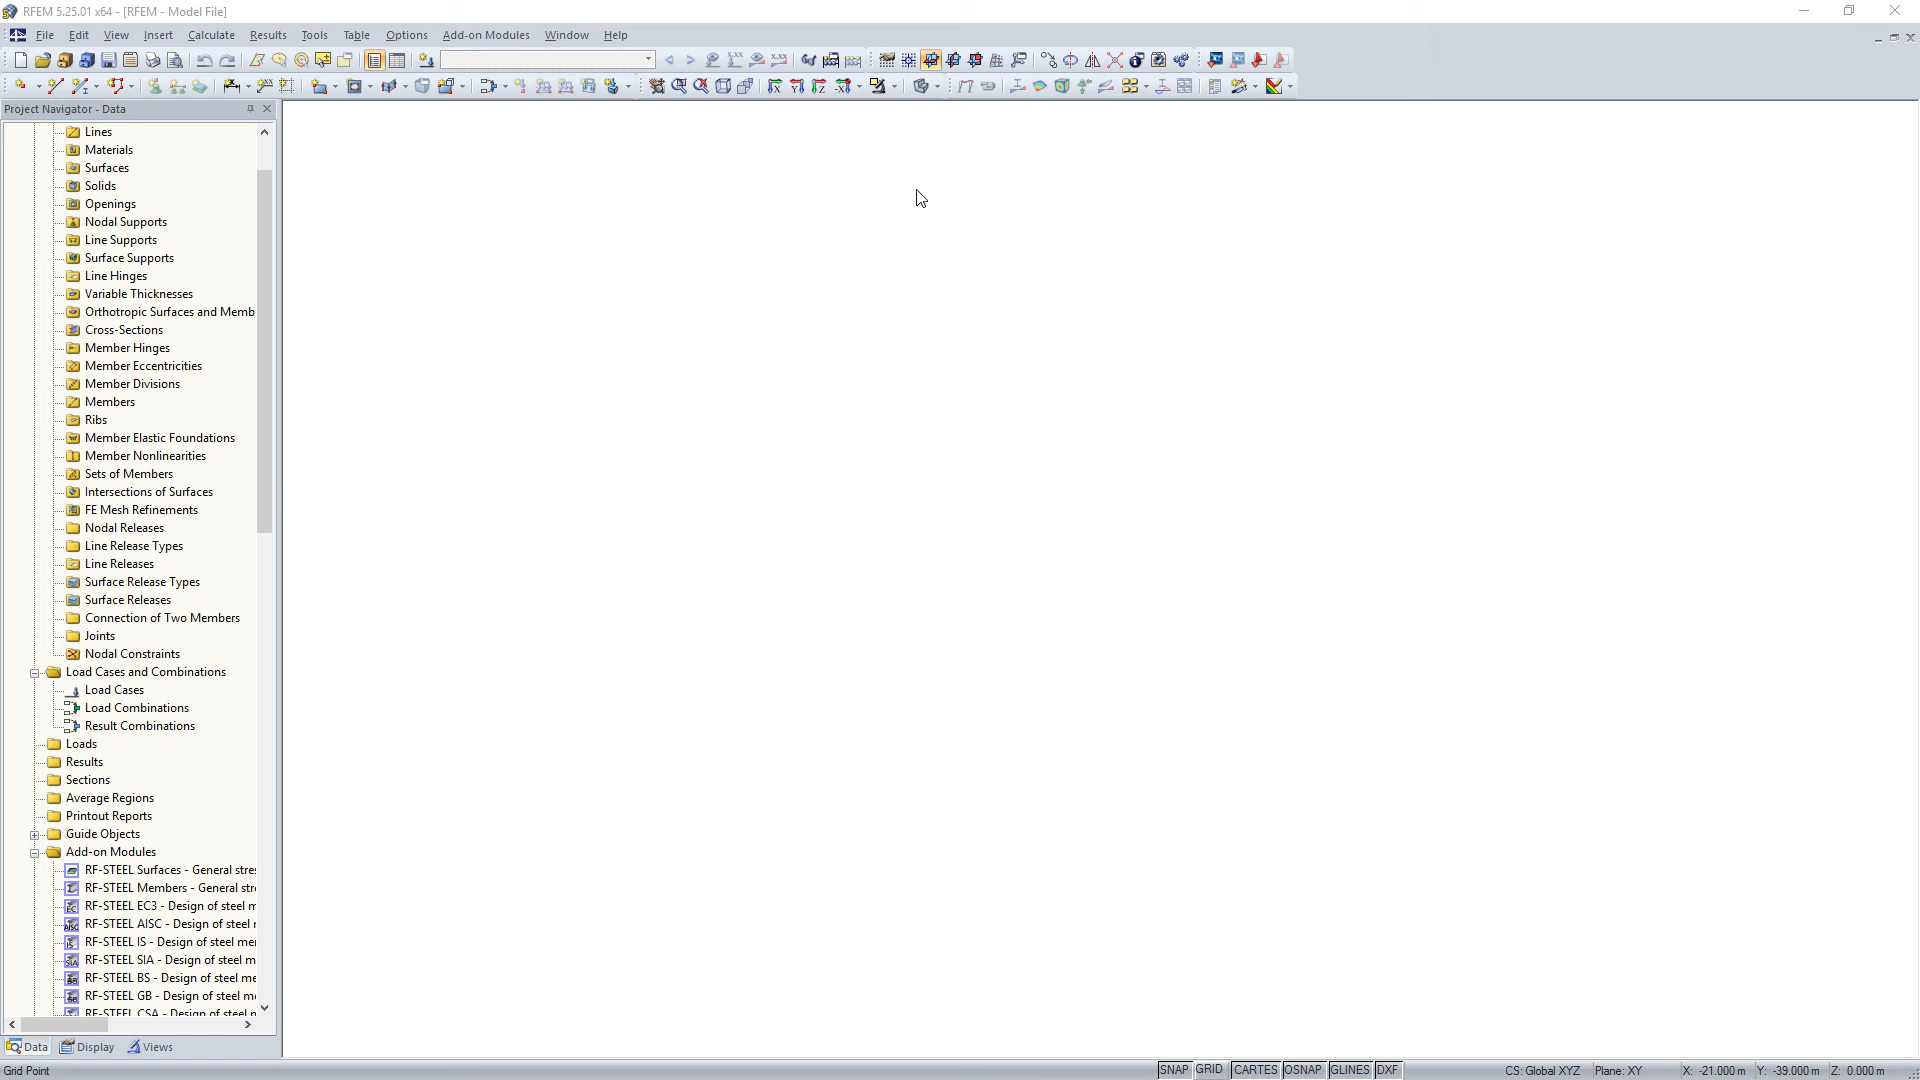 RFEM 5.25.01 x64 - [RFEM - Model File]
File Edit View Insert Calculate Results Tools Table Options Add-on Modules Window Help
Project Navigator - Data
Lines
Materials
Surfaces
Solids
Openings
Nodal Supports
Line Supports
Surface Supports
Line Hinges
Variable Thicknesses
Orthotropic Surfaces and Memb
Cross-Sections
Member Hinges
Member Eccentricities
Member Divisions
Members
Ribs
Member Elastic Foundations
Member Nonlinearities
Sets of Members
Intersections of Surfaces
FE Mesh Refinements
Nodal Releases
Line Release Types
Line Releases
Surface Release Types
Surface Releases
Connection of Two Members
Joints
Nodal Constraints
Load Cases and Combinations
Load Cases
Load Combinations
Result Combinations
Loads
Results
Sections
Average Regions
Printout Reports
Guide Objects
Add-on Modules
RF-STEEL Surfaces - General stres
RF-STEEL Members - General stre
RF-STEEL EC3 - Design of steel m
RF-STEEL AISC - Design of steel r
RF-STEEL IS - Design of steel mer
RF-STEEL SIA - Design of steel m
RF-STEEL BS - Design of steel me
RF-STEEL GB - Design of steel me
RF-STEEL CSA - Design of steel r
Data Display Views
Grid Point SNAP GRID CARTES OSNAP GLINES DXF CS: Global XYZ Plane: XY X: -21.000 m Y: -39.000 m Z: 0.000 m